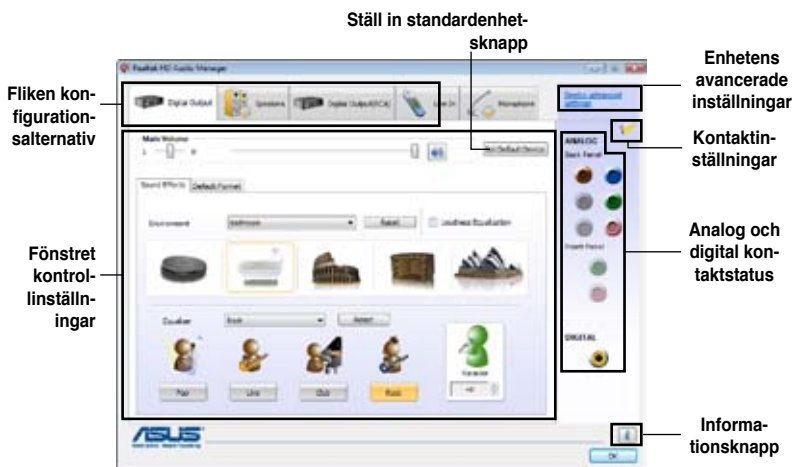 Ställ in standardenhet-
sknapp
Fliken kon-
figuration-
salternativ
Enhetens
avancerade
inställningar
Kontaktin-
ställningar
Analog och
digital kon-
taktstatus
Fönstret
kontrol-
linställn-
ingar
Informa-
tionsknapp
Realtek HD Audio Manager
Digital Output
Speakers
Digital Output(RCA)
Line In
Microphone
Device advanced
settings
Main Volume
L
R
Set Default Device
Sound Effects
Default Format
Environment
Bathroom
Reset
Loudness Equalization
Equalizer
Rock
Reset
Pop
Live
Club
Rock
Karaoke
+0
ANALOG
Back Panel
Front Panel
DIGITAL
ASUS
OK